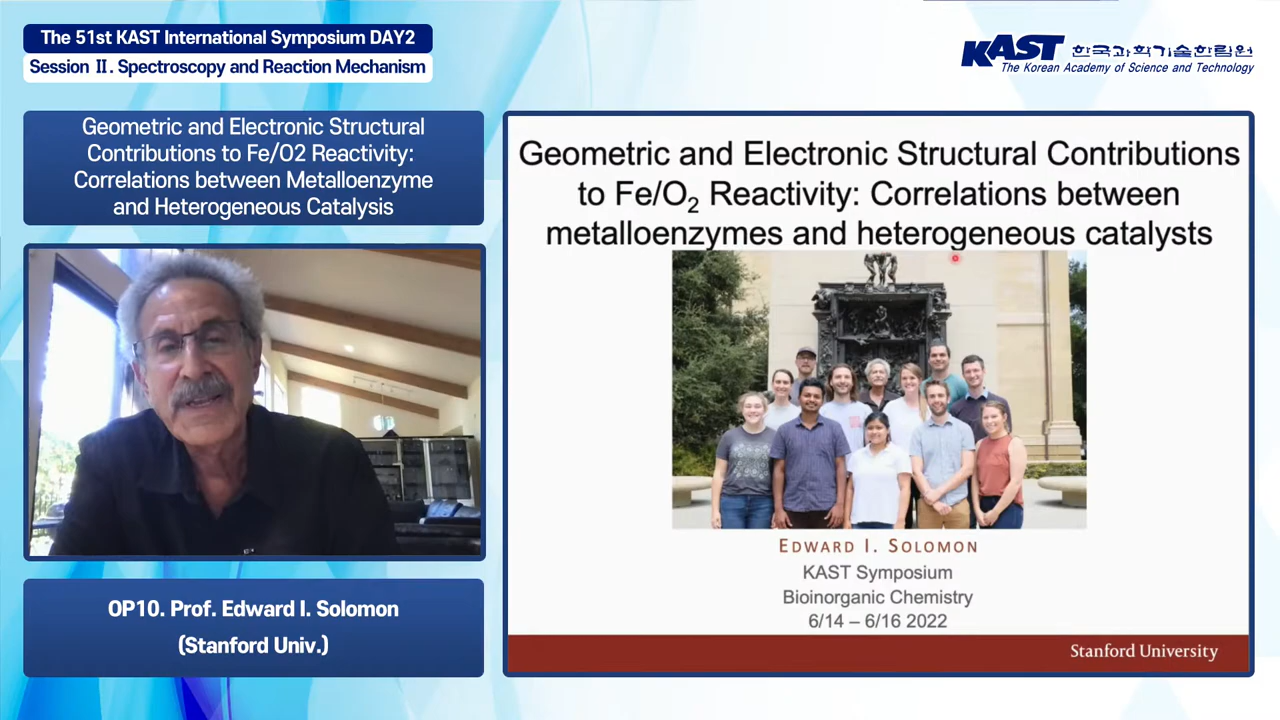 The 51st KAST International Symposium DAY2
Session Ⅱ. Spectroscopy and Reaction Mechanism
KAST 한국과학기술한림원
The Korean Academy of Science and Technology
Geometric and Electronic Structural
Contributions to Fe/O2 Reactivity:
Correlations between Metalloenzyme
and Heterogeneous Catalysis
OP10. Prof. Edward I. Solomon
(Stanford Univ.)
Geometric and Electronic Structural Contributions
to Fe/O₂ Reactivity: Correlations between
metalloenzymes and heterogeneous catalysts
EDWARD I. SOLOMON
KAST Symposium
Bioinorganic Chemistry
6/14 – 6/16 2022
Stanford University